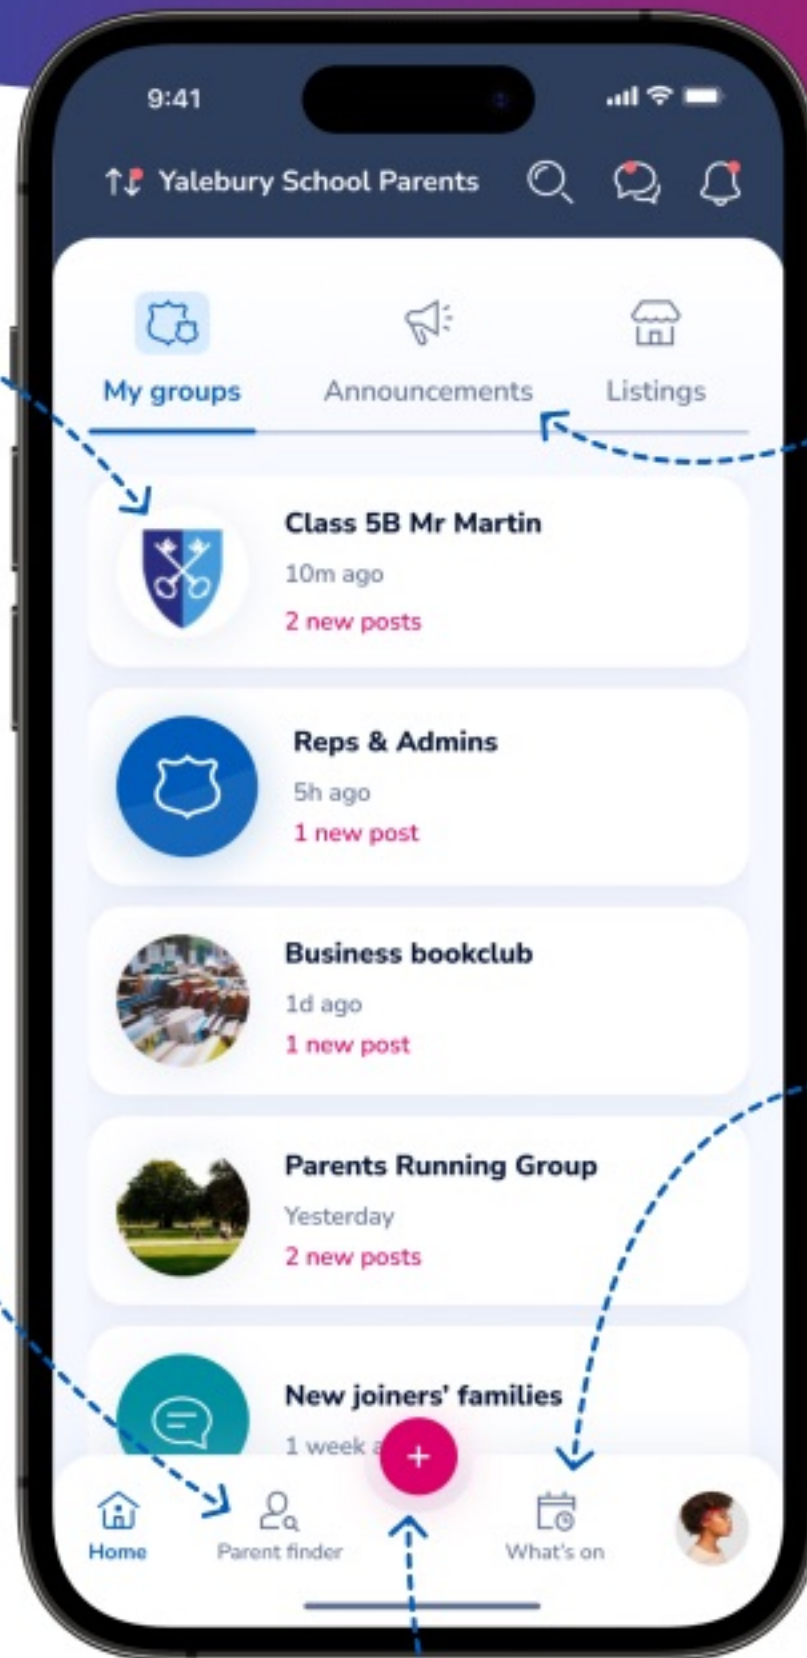 9:41
Yalebury School Parents
My groups
Announcements
Listings
Class 5B Mr Martin
10m ago
2 new posts
Reps & Admins
5h ago
1 new post
Business bookclub
1d ago
1 new post
Parents Running Group
Yesterday
2 new posts
New joiners' families
1 week a
+
Home
Parent finder
What's on